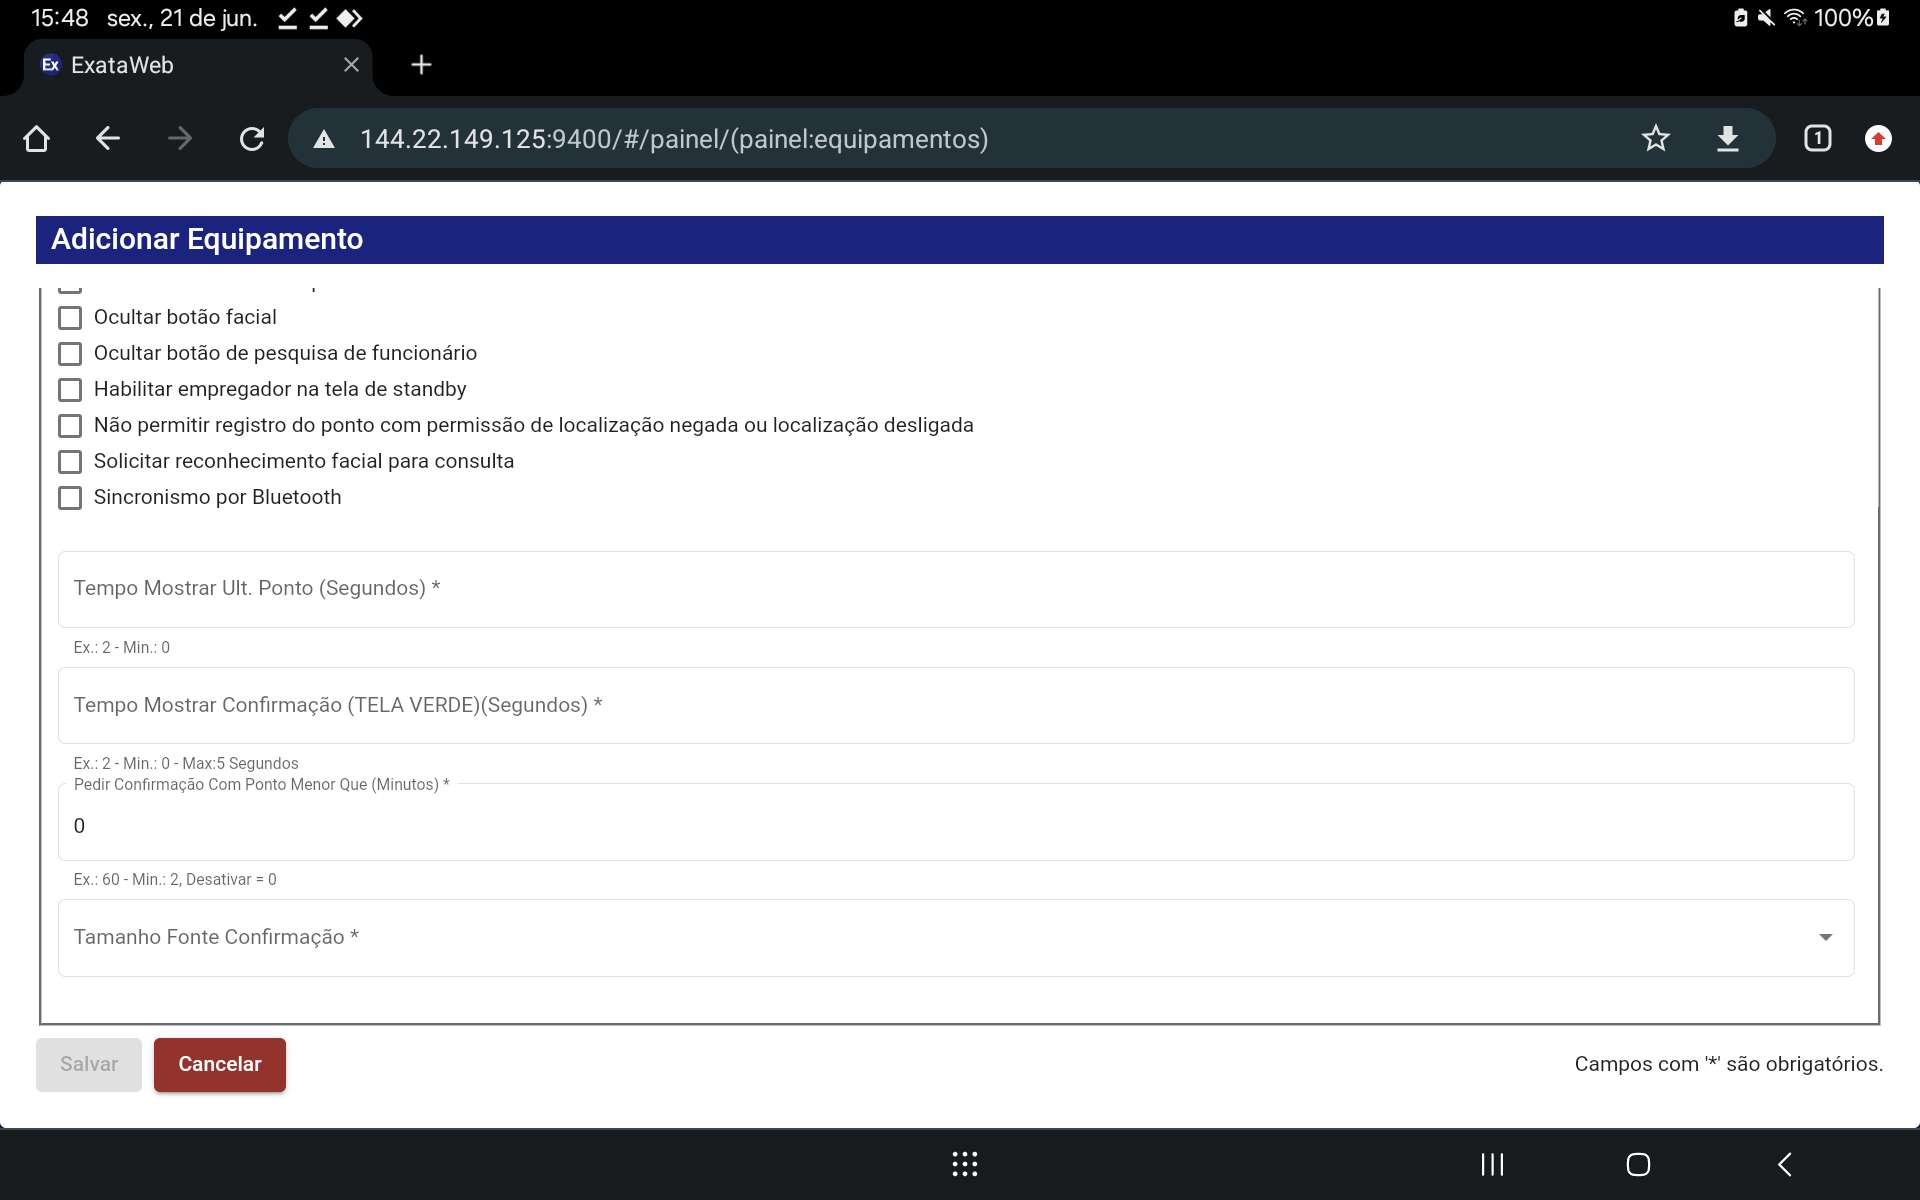 15:48 sex., 21 de jun. 100%
Ex ExataWeb
144.22.149.125:9400/#/painel/(painel:equipamentos) 1
Adicionar Equipamento
Ocultar botão facial
Ocultar botão de pesquisa de funcionário
Habilitar empregador na tela de standby
Não permitir registro do ponto com permissão de localização negada ou localização desligada
Solicitar reconhecimento facial para consulta
Sincronismo por Bluetooth
Tempo Mostrar Ult. Ponto (Segundos) *
Ex.: 2 - Min.: 0
Tempo Mostrar Confirmação (TELA VERDE)(Segundos) *
Ex.: 2 - Min.: 0 - Max:5 Segundos
Pedir Confirmação Com Ponto Menor Que (Minutos) *
0
Ex.: 60 - Min.: 2, Desativar = 0
Tamanho Fonte Confirmação *
Salvar Cancelar Campos com '*' são obrigatórios.